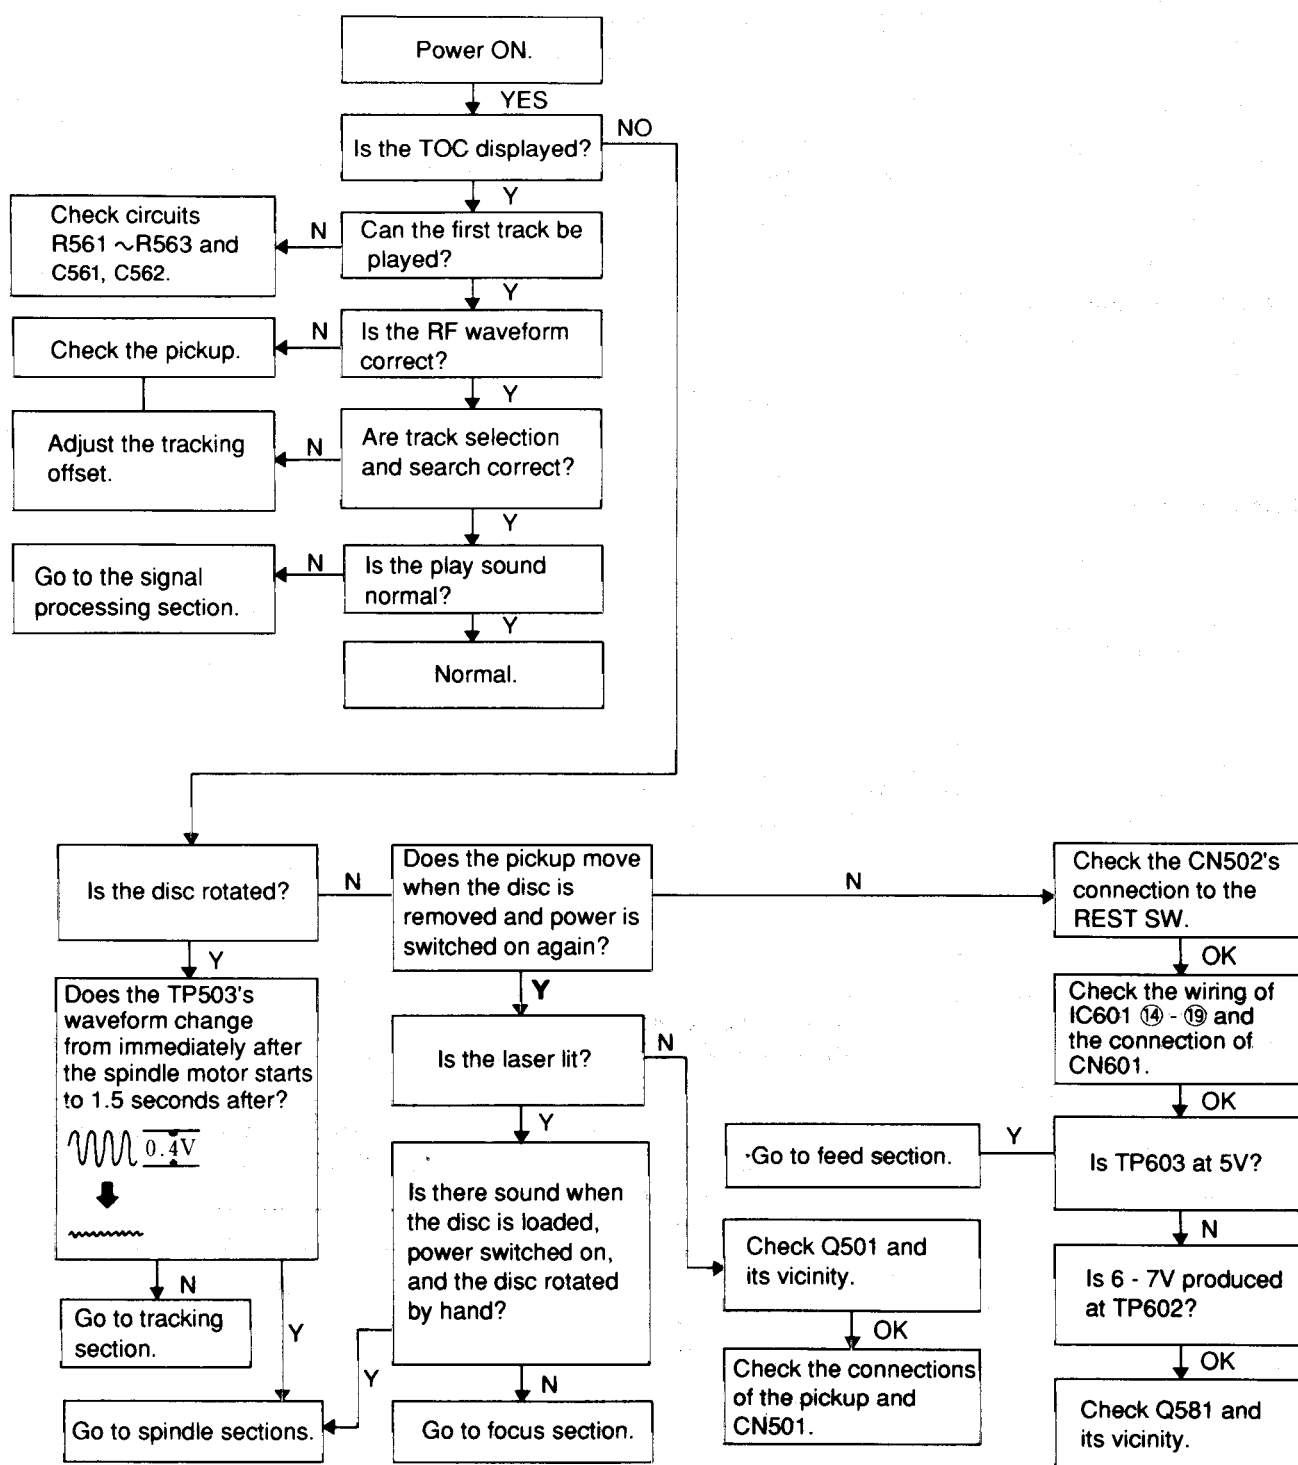 Power ON.
YES
Is the TOC displayed?
NO
Y
Check circuits
R561 ~R563 and
C561, C562.
N
Can the first track be
played?
Y
Check the pickup.
N
Is the RF waveform
correct?
Y
Adjust the tracking
offset.
N
Are track selection
and search correct?
Y
Go to the signal
processing section.
N
Is the play sound
normal?
Y
Normal.
Is the disc rotated?
N
Does the pickup move
when the disc is
removed and power is
switched on again?
N
Check the CN502's
connection to the
REST SW.
Y
Y
OK
Does the TP503's
waveform change
from immediately after
the spindle motor starts
to 1.5 seconds after?
0.4V
Is the laser lit?
N
Check the wiring of
IC601 ⑭ - ⑲ and
the connection of
CN601.
Y
OK
Is there sound when
the disc is loaded,
power switched on,
and the disc rotated
by hand?
Go to feed section.
Y
Is TP603 at 5V?
N
Check Q501 and
its vicinity.
Is 6 - 7V produced
at TP602?
N
Go to tracking
section.
Y
Y
N
OK
Check the connections
of the pickup and
CN501.
OK
Go to spindle sections.
Go to focus section.
Check Q581 and
its vicinity.